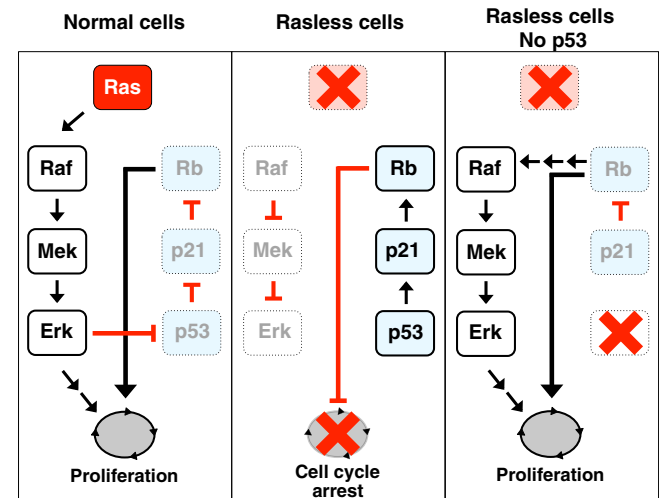 Normal cells
Rasless cells
Rasless cells
No p53
Ras
Raf
Rb
Mek
p21
Erk
p53
Proliferation
Raf
Rb
Mek
p21
Erk
p53
Cell cycle
arrest
Raf
Rb
Mek
p21
Erk
Proliferation